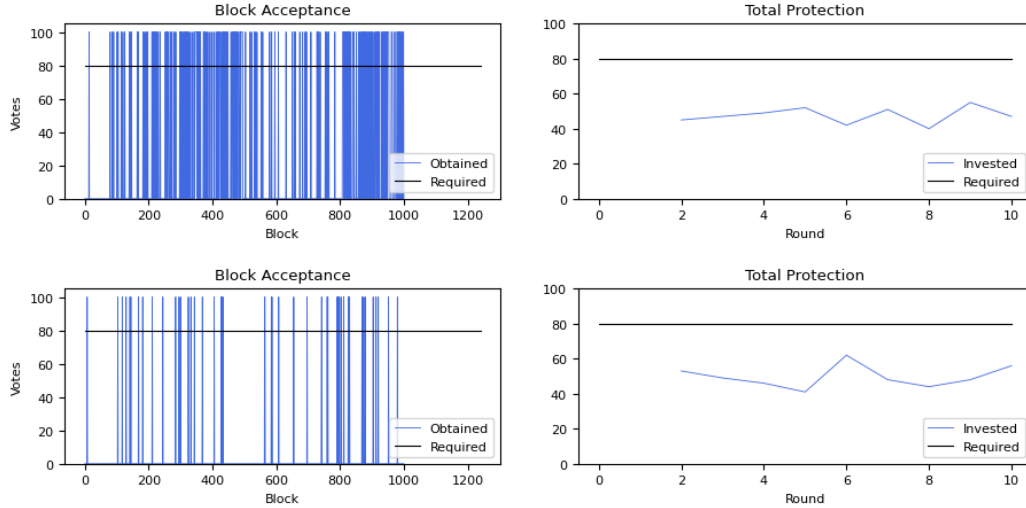 Block Acceptance
100
80
60
40
20
0
Votes
0 200 400 600 800 1000 1200
Block
Obtained
Required
Total Protection
100
80
60
40
20
0
0 2 4 6 8 10
Round
Invested
Required
Block Acceptance
100
80
60
40
20
0
Votes
0 200 400 600 800 1000 1200
Block
Obtained
Required
Total Protection
100
80
60
40
20
0
0 2 4 6 8 10
Round
Invested
Required